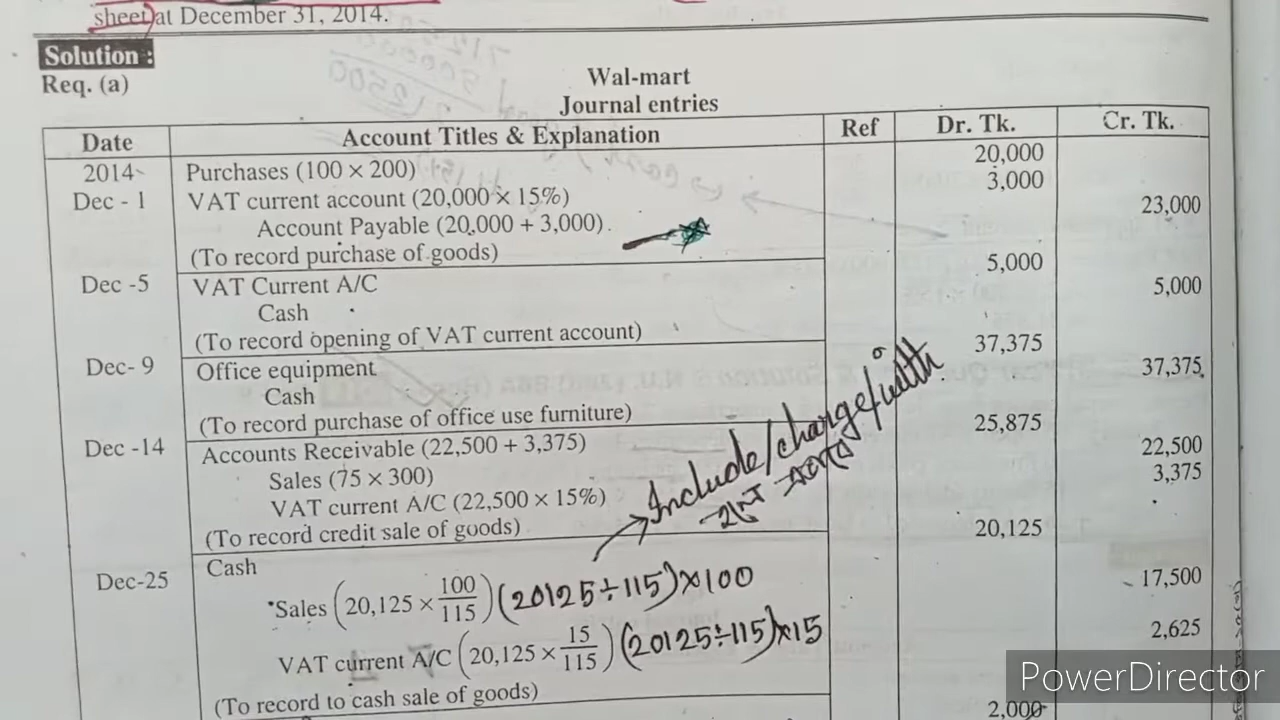 sheet) at December 31, 2014.
Solution :
Req. (a)
Wal-mart
Journal entries
Date Account Titles & Explanation Ref Dr. Tk. Cr. Tk.
2014 Purchases (100 × 200) 20,000
Dec - 1 VAT current account (20,000 × 15%) 3,000
Account Payable (20,000 + 3,000). 23,000
(To record purchase of goods)
Dec -5 VAT Current A/C 5,000
Cash 5,000
(To record opening of VAT current account)
Dec- 9 Office equipment 37,375
Cash 37,375
(To record purchase of office use furniture)
Dec -14 Accounts Receivable (22,500 + 3,375) 25,875
Sales (75 × 300) 22,500
VAT current A/C (22,500 × 15%) 3,375
(To record credit sale of goods)
Include/charge/with
Dec-25 Cash 20,125
Sales (20,125 × 100/115) (20125÷115)×100 17,500
VAT current A/C (20,125 × 15/115) (20125÷115)×15 2,625
(To record to cash sale of goods)
2,000
PowerDirector